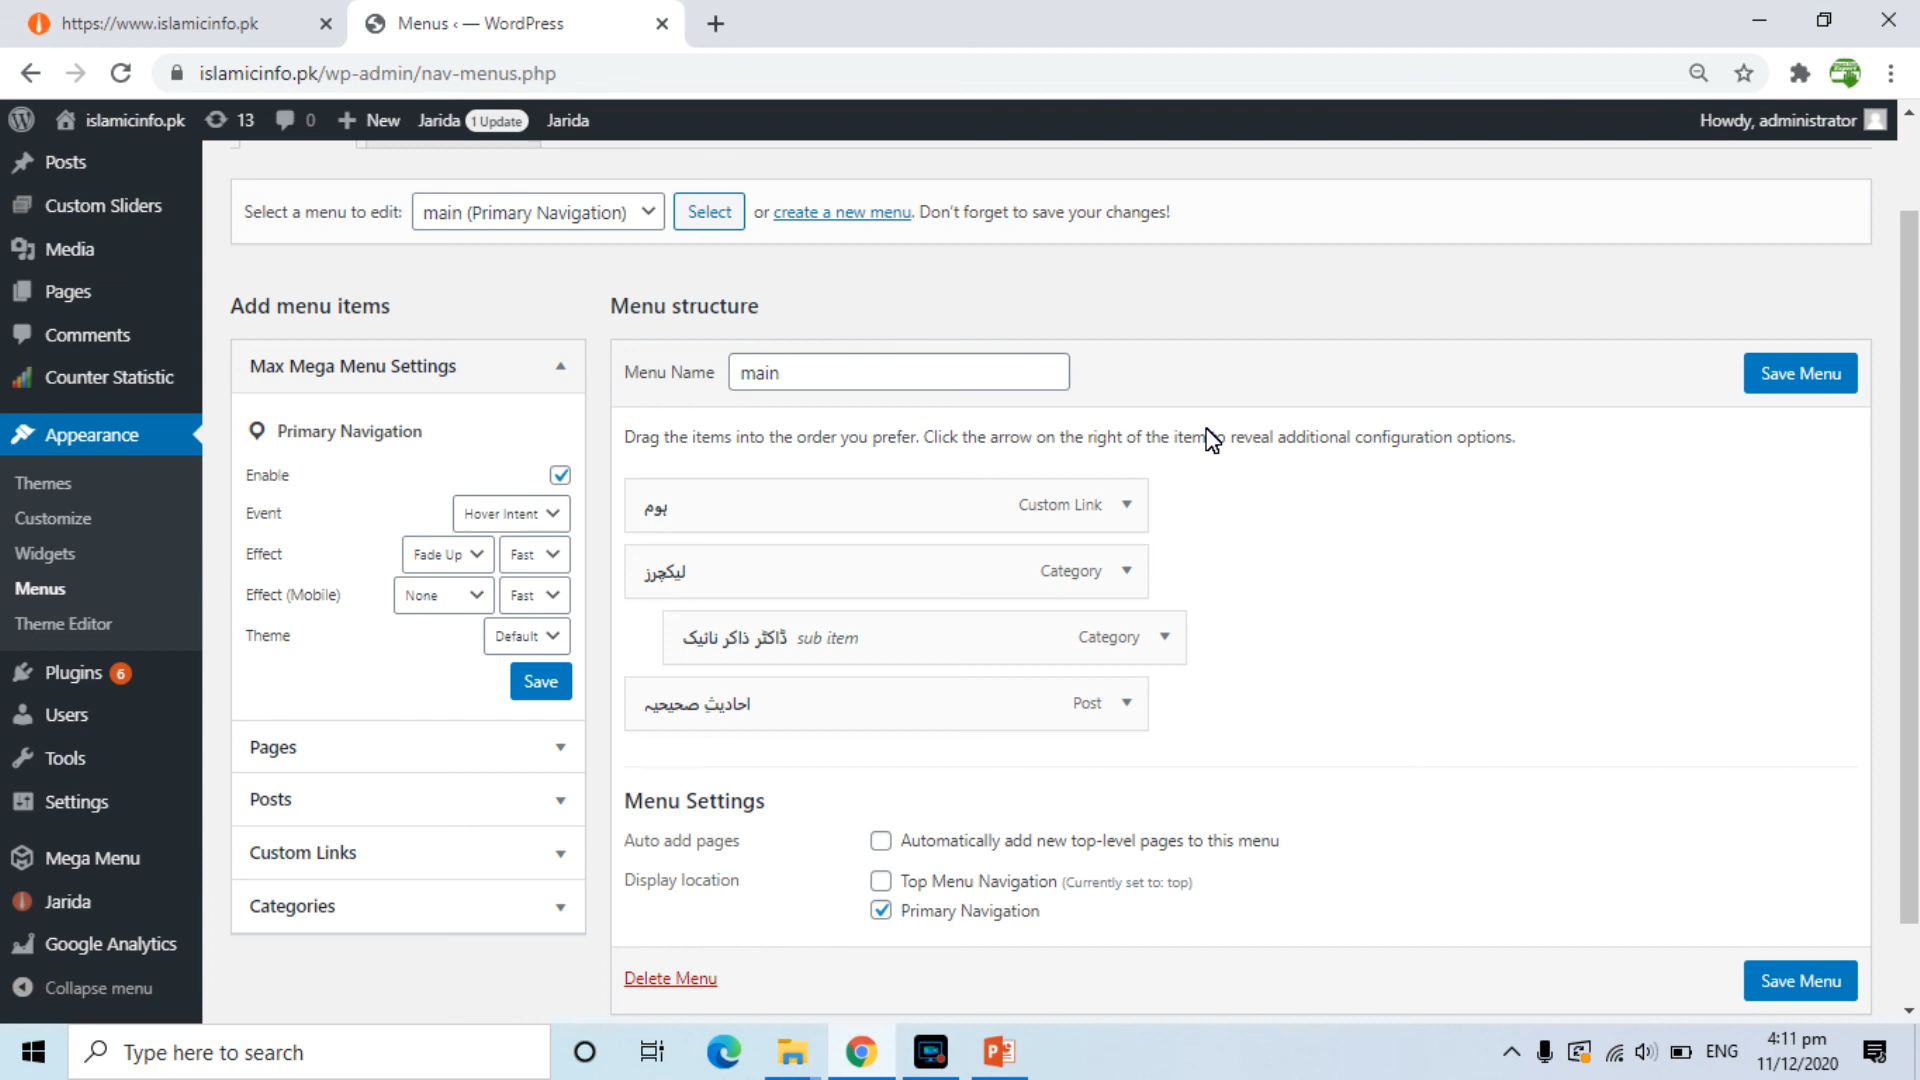 https://www.islamicinfo.pk
Menus ‹ — WordPress
islamicinfo.pk/wp-admin/nav-menus.php
islamicinfo.pk 13 0 New Jarida 1 Update Jarida
Howdy, administrator
Posts
Custom Sliders
Media
Pages
Comments
Counter Statistic
Appearance
Themes
Customize
Widgets
Menus
Theme Editor
Plugins 6
Users
Tools
Settings
Mega Menu
Jarida
Google Analytics
Collapse menu
Select a menu to edit: main (Primary Navigation) Select or create a new menu. Don't forget to save your changes!
Add menu items
Max Mega Menu Settings
Primary Navigation
Enable
Event Hover Intent
Effect Fade Up Fast
Effect (Mobile) None Fast
Theme Default
Save
Pages
Posts
Custom Links
Categories
Menu structure
Menu Name main Save Menu
Drag the items into the order you prefer. Click the arrow on the right of the item to reveal additional configuration options.
ہوم Custom Link
لیکچرز Category
ڈاکٹر ذاکر نائیک sub item Category
احادیثِ صحیحیہ Post
Menu Settings
Auto add pages Automatically add new top-level pages to this menu
Display location Top Menu Navigation (Currently set to: top)
Primary Navigation
Delete Menu Save Menu
Type here to search
ENG
4:11 pm
11/12/2020